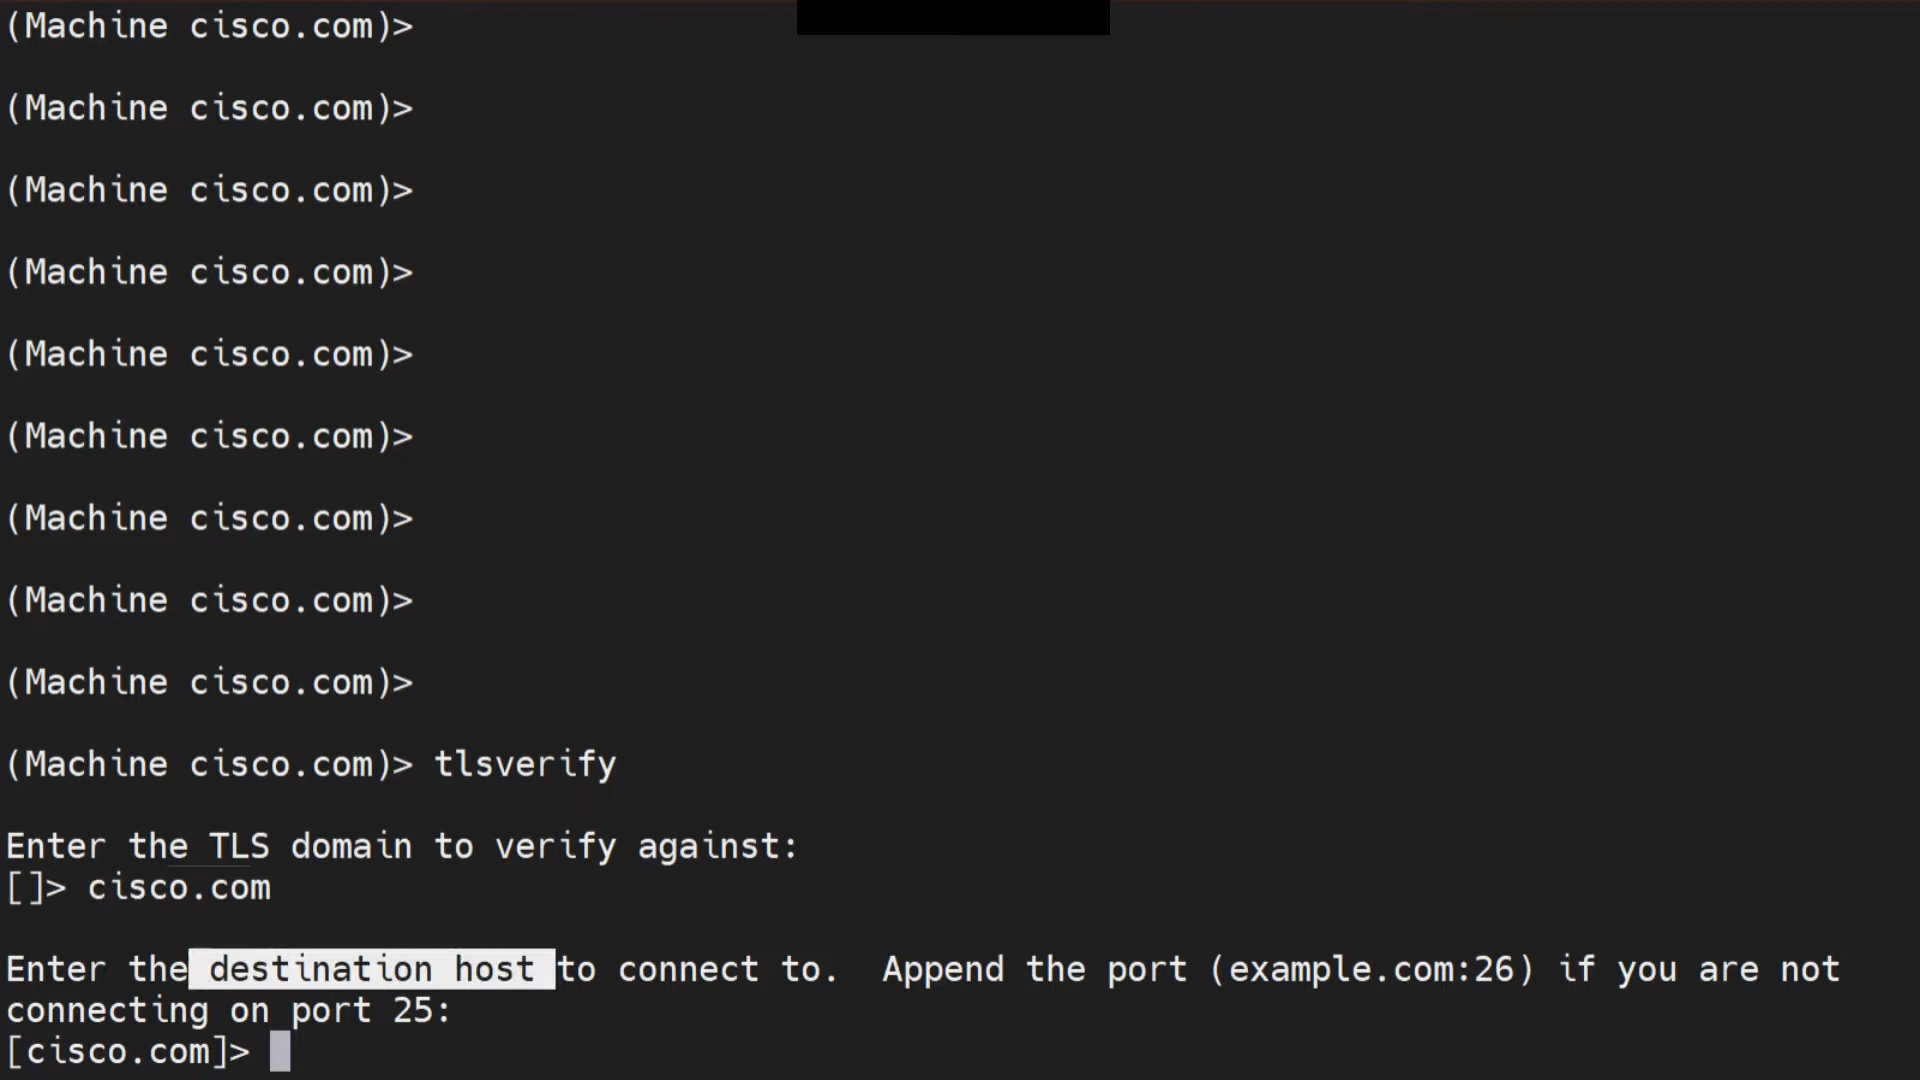 (Machine cisco.com)>
(Machine cisco.com)>
(Machine cisco.com)>
(Machine cisco.com)>
(Machine cisco.com)>
(Machine cisco.com)>
(Machine cisco.com)>
(Machine cisco.com)>
(Machine cisco.com)>
(Machine cisco.com)> tlsverify
Enter the TLS domain to verify against:
[]> cisco.com
Enter the destination host to connect to.  Append the port (example.com:26) if you are not
connecting on port 25:
[cisco.com]>